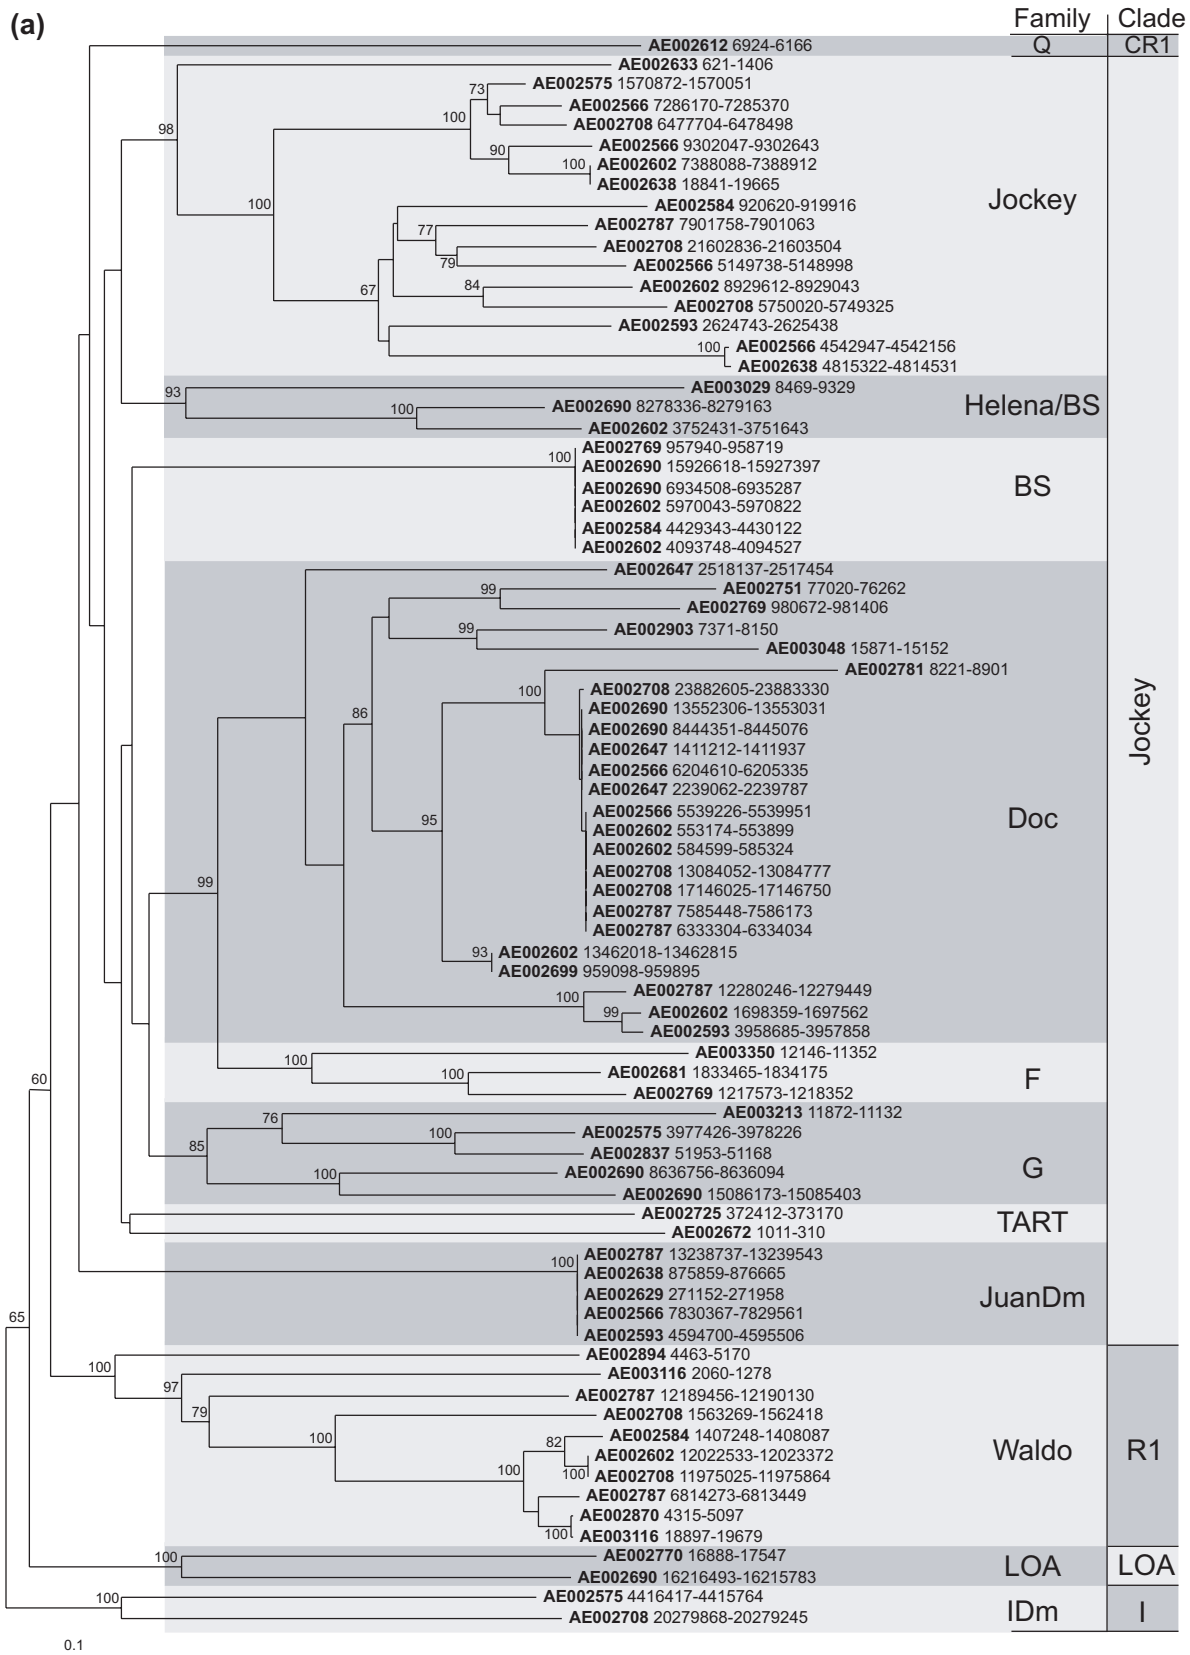 (a)
Family Clade
AE002612 6924-6166 Q CR1
AE002633 621-1406
73 AE002575 1570872-1570051
AE002566 7286170-7285370
100
98 AE002708 6477704-6478498
90 AE002566 9302047-9302643
100 AE002602 7388088-7388912
AE002638 18841-19665
Jockey
100 AE002584 920620-919916
77 AE002787 7901758-7901063
AE002708 21602836-21603504
79 AE002566 5149738-5148998
84 AE002602 8929612-8929043
67
AE002708 5750020-5749325
AE002593 2624743-2625438
100 AE002566 4542947-4542156
AE002638 4815322-4814531
93 AE003029 8469-9329
100 AE002690 8278336-8279163 Helena/BS
AE002602 3752431-3751643
AE002769 957940-958719
100 AE002690 15926618-15927397
AE002690 6934508-6935287 BS
AE002602 5970043-5970822
AE002584 4429343-4430122
AE002602 4093748-4094527
AE002647 2518137-2517454
99 AE002751 77020-76262
AE002769 980672-981406
99 AE002903 7371-8150
AE003048 15871-15152
AE002781 8221-8901
100 AE002708 23882605-23883330
86 AE002690 13552306-13553031
AE002690 8444351-8445076
Jockey
AE002647 1411212-1411937
AE002566 6204610-6205335
AE002647 2239062-2239787
AE002566 5539226-5539951
95 Doc
AE002602 553174-553899
AE002602 584599-585324
AE002708 13084052-13084777
99 AE002708 17146025-17146750
AE002787 7585448-7586173
AE002787 6333304-6334034
93 AE002602 13462018-13462815
AE002699 959098-959895
100 AE002787 12280246-12279449
99 AE002602 1698359-1697562
AE002593 3958685-3957858
100 AE003350 12146-11352
100 AE002681 1833465-1834175 F
60
AE002769 1217573-1218352
76 AE003213 11872-11132
100 AE002575 3977426-3978226
85
AE002837 51953-51168
100 AE002690 8636756-8636094 G
AE002690 15086173-15085403
AE002725 372412-373170 TART
AE002672 1011-310
AE002787 13238737-13239543
100 AE002638 875859-876665
AE002629 271152-271958 JuanDm
65 AE002566 7830367-7829561
AE002593 4594700-4595506
100 AE002894 4463-5170
97 AE003116 2060-1278
79 AE002787 12189456-12190130
AE002708 1563269-1562418
100 82 AE002584 1407248-1408087
AE002602 12022533-12023372 Waldo R1
100 100 AE002708 11975025-11975864
AE002787 6814273-6813449
AE002870 4315-5097
100 AE003116 18897-19679
100 AE002770 16888-17547 LOA LOA
AE002690 16216493-16215783
100 AE002575 4416417-4415764
AE002708 20279868-20279245 IDm I
0.1